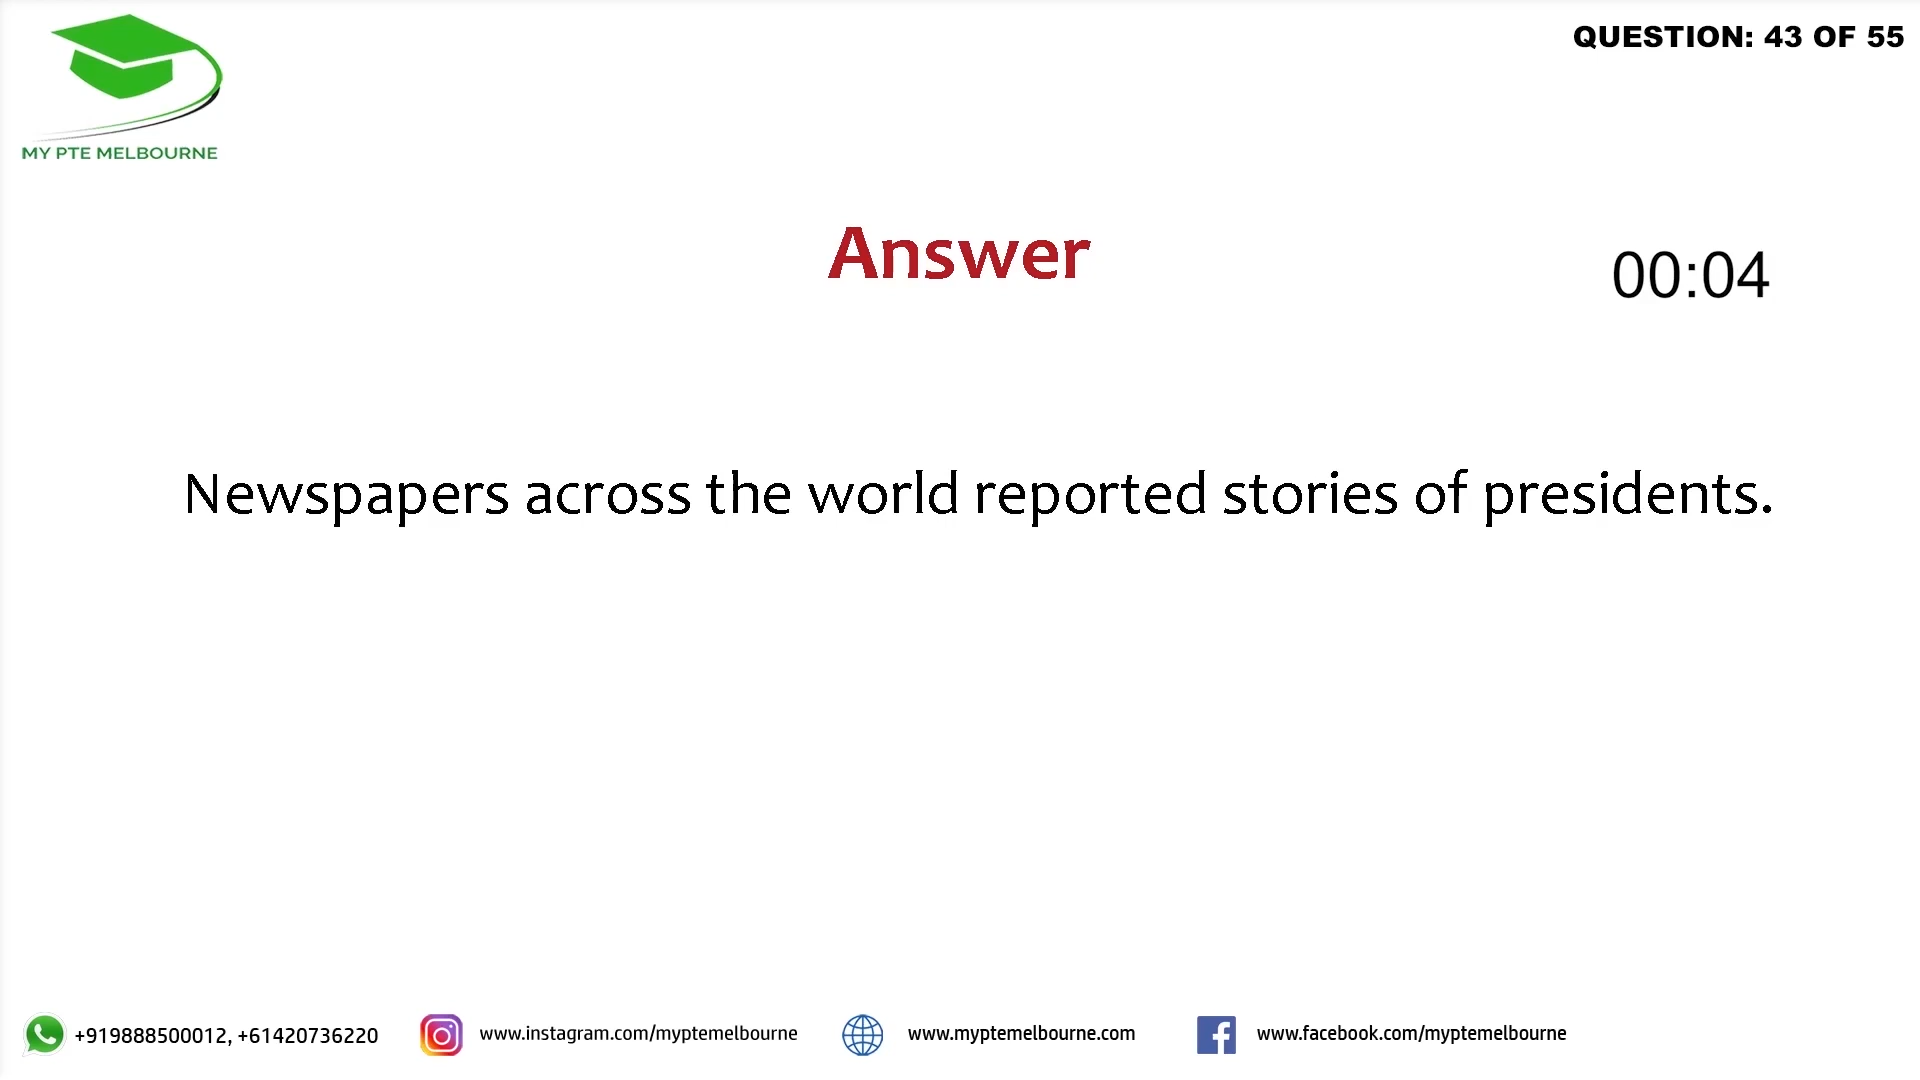 QUESTION: 43 OF 55
MY PTE MELBOURNE
Answer
00:04
Newspapers across the world reported stories of presidents.
+919888500012, +61420736220
www.instagram.com/myptemelbourne
www.myptemelbourne.com
www.facebook.com/myptemelbourne